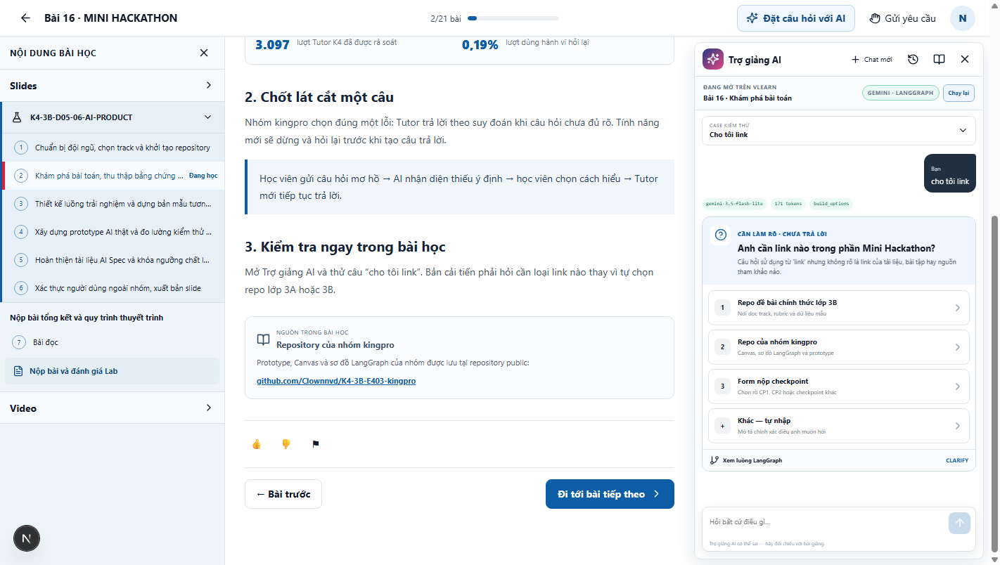 Bài 16 · MINI HACKATHON
2/21 bài
Đặt câu hỏi với AI
Gửi yêu cầu
N
NỘI DUNG BÀI HỌC
Slides
K4-3B-D05-06-AI-PRODUCT
1 Chuẩn bị đội ngũ, chọn track và khởi tạo repository
2 Khám phá bài toán, thu thập bằng chứng ... Đang học
3 Thiết kế luồng trải nghiệm và dựng bản mẫu tươn...
4 Xây dựng prototype AI thật và đo lường kiểm thử ...
5 Hoàn thiện tài liệu AI Spec và khóa ngưỡng chất l...
6 Xác thực người dùng ngoài nhóm, xuất bản slide
Nộp bài tổng kết và quy trình thuyết trình
7 Bài đọc
Nộp bài và đánh giá Lab
Video
N
3.097 lượt Tutor K4 đã được rà soát
0,19% lượt dùng hành vi hỏi lại
2. Chốt lát cắt một câu
Nhóm kingpro chọn đúng một lỗi: Tutor trả lời theo suy đoán khi câu hỏi chưa đủ rõ. Tính năng
mới sẽ dừng và hỏi lại trước khi tạo câu trả lời.
Học viên gửi câu hỏi mơ hồ → AI nhận diện thiếu ý định → học viên chọn cách hiểu → Tutor
mới tiếp tục trả lời.
3. Kiểm tra ngay trong bài học
Mở Trợ giảng AI và thử câu “cho tôi link”. Bản cải tiến phải hỏi cần loại link nào thay vì tự chọn
repo lớp 3A hoặc 3B.
NGUỒN TRONG BÀI HỌC
Repository của nhóm kingpro
Prototype, Canvas và sơ đồ LangGraph của nhóm được lưu tại repository public:
github.com/Clownnvd/K4-3B-E403-kingpro
← Bài trước
Đi tới bài tiếp theo
Trợ giảng AI
+ Chat mới
ĐANG MỞ TRÊN VLEARN
Bài 16 · Khám phá bài toán
GEMINI · LANGGRAPH
Chạy lại
CASE KIỂM THỬ
Cho tôi link
Bạn
cho tôi link
gemini-3.5-flash-lite
171 tokens
build_options
CẦN LÀM RÕ · CHƯA TRẢ LỜI
Anh cần link nào trong phần Mini Hackathon?
Câu hỏi sử dụng từ 'link' nhưng không rõ là link của tài liệu, bài tập hay nguồn
tham khảo nào.
1 Repo đề bài chính thức lớp 3B
Nơi đọc track, rubric và dữ liệu mẫu
2 Repo của nhóm kingpro
Canvas, sơ đồ LangGraph và prototype
3 Form nộp checkpoint
Chọn rõ CP1, CP2 hoặc checkpoint khác
+ Khác — tự nhập
Mô tả chính xác điều anh muốn hỏi
Xem luồng LangGraph
CLARIFY
Hỏi bất cứ điều gì...
Trợ giảng AI có thể sai — hãy đối chiếu với bài giảng.